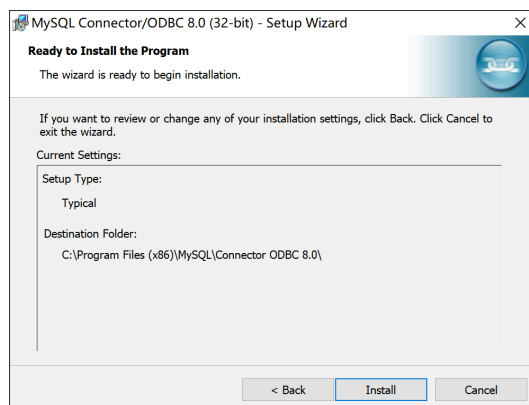 MySQL Connector/ODBC 8.0 (32-bit) - Setup Wizard
Ready to Install the Program
The wizard is ready to begin installation.
If you want to review or change any of your installation settings, click Back. Click Cancel to
exit the wizard.
Current Settings:
Setup Type:
Typical
Destination Folder:
C:\Program Files (x86)\MySQL\Connector ODBC 8.0\
< Back Install Cancel